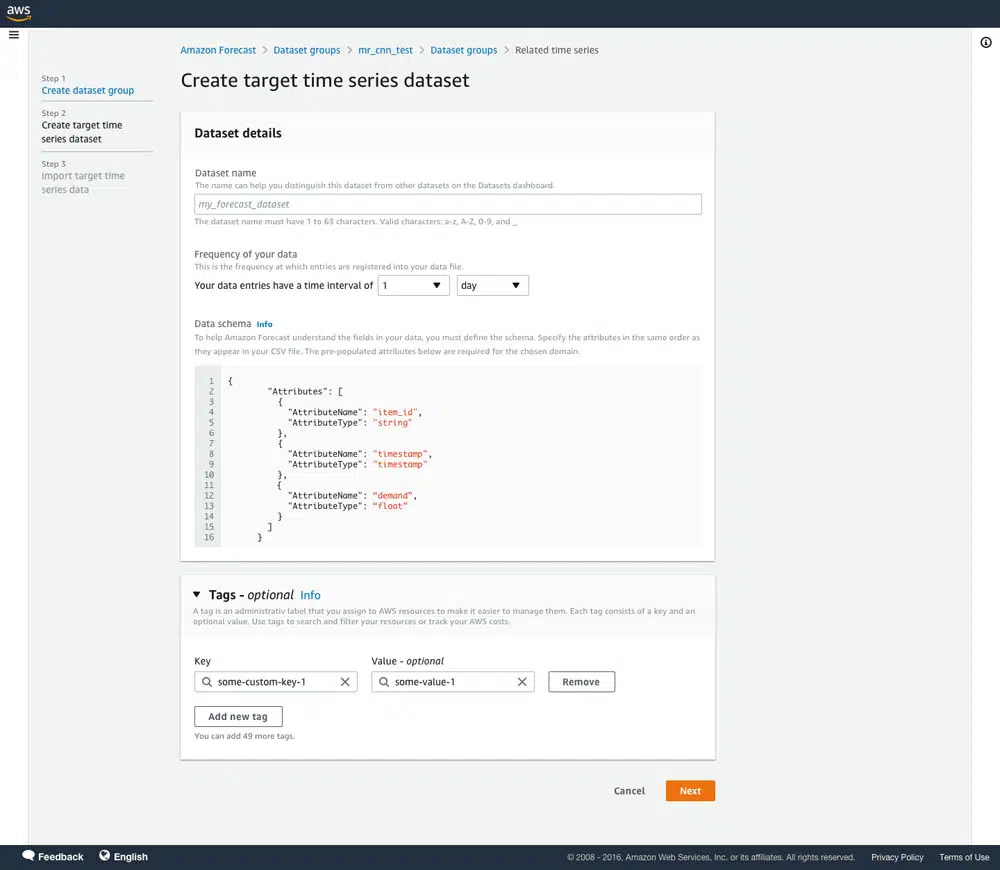 aws
Amazon Forecast > Dataset groups > mr_cnn_test > Dataset groups > Related time series
Step 1
Create dataset group
Step 2
Create target time
series dataset
Step 3
Import target time
series data
Create target time series dataset
Dataset details
Dataset name
The name can help you distinguish this dataset from other datasets on the Datasets dashboard.
my_forecast_dataset
The dataset name must have 1 to 63 characters. Valid characters: a-z, A-Z, 0-9, and _
Frequency of your data
This is the frequency at which entries are registered into your data file.
Your data entries have a time interval of 1 day
Data schema Info
To help Amazon Forecast understand the fields in your data, you must define the schema. Specify the attributes in the same order as
they appear in your CSV file. The pre-populated attributes below are required for the chosen domain.
1 {
2 "Attributes": [
3 {
4 "AttributeName": "item_id",
5 "AttributeType": "string"
6 },
7 {
8 "AttributeName": "timestamp",
9 "AttributeType": "timestamp"
10 },
11 {
12 "AttributeName": "demand",
13 "AttributeType": "float"
14 }
15 ]
16 }
Tags - optional Info
A tag is an administrativ label that you assign to AWS resources to make it easier to manage them. Each tag consists of a key and an
optional value. Use tags to search and filter your resources or track your AWS costs.
Key Value - optional
some-custom-key-1 some-value-1 Remove
Add new tag
You can add 49 more tags.
Cancel Next
Feedback English © 2008 - 2016, Amazon Web Services, Inc. or its affiliates. All rights reserved. Privacy Policy Terms of Use